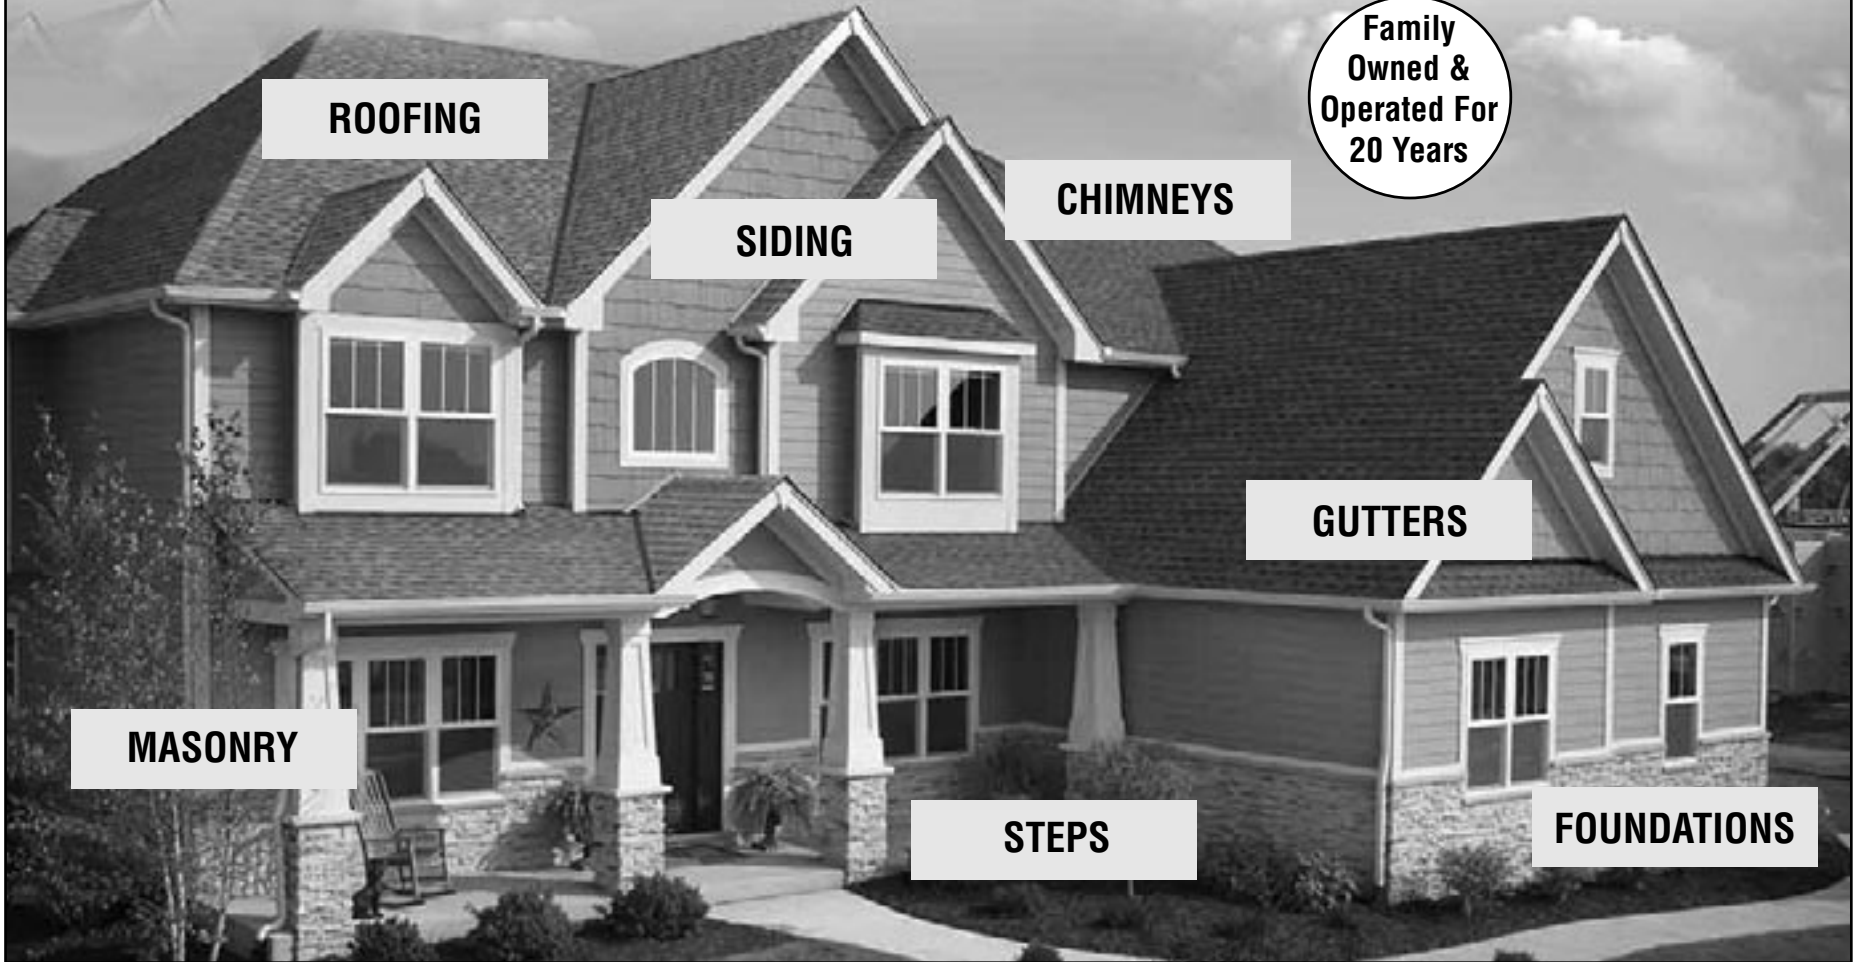 Family
Owned &
Operated For
20 Years
ROOFING
CHIMNEYS
SIDING
GUTTERS
MASONRY
STEPS
FOUNDATIONS